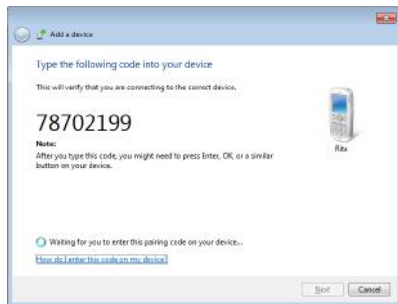 Add a device
Type the following code into your device
This will verify that you are connecting to the correct device.
78702199
Note:
After you type this code, you might need to press Enter, OK, or a similar
button on your device.
Rita
Waiting for you to enter this pairing code on your device...
How do I enter this code on my device?
Next
Cancel